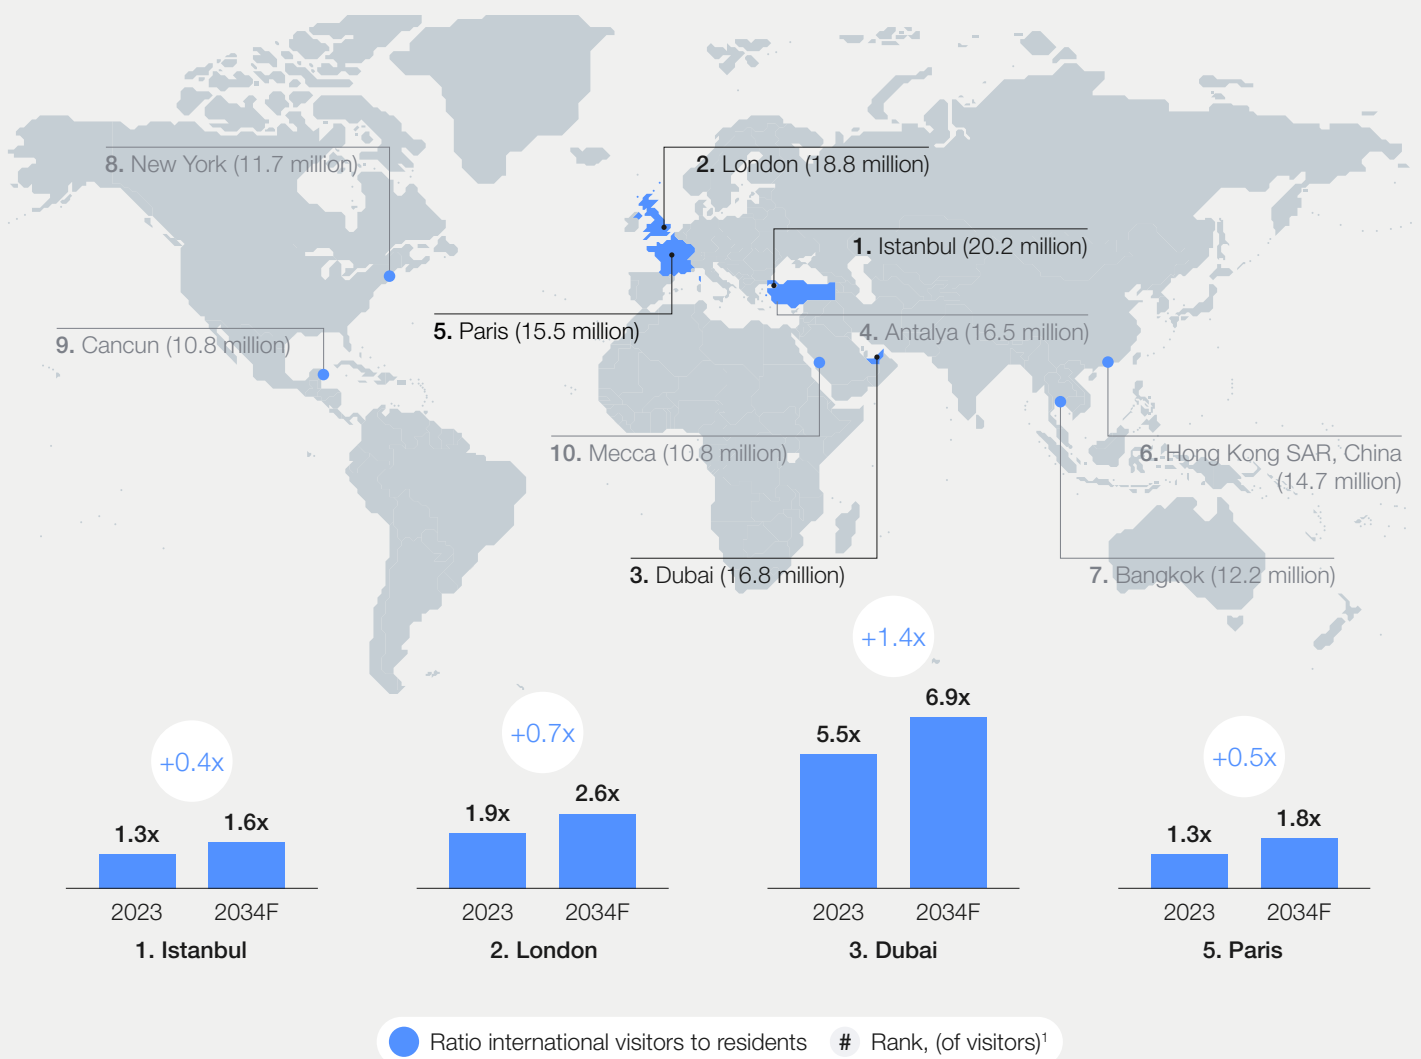 8. New York (11.7 million)
2. London (18.8 million)
1. Istanbul (20.2 million)
5. Paris (15.5 million)
4. Antalya (16.5 million)
9. Cancun (10.8 million)
10. Mecca (10.8 million)
6. Hong Kong SAR, China
(14.7 million)
3. Dubai (16.8 million)
7. Bangkok (12.2 million)
+0.4x
1.3x
1.6x
2023
2034F
1. Istanbul
+0.7x
1.9x
2.6x
2023
2034F
2. London
+1.4x
5.5x
6.9x
2023
2034F
3. Dubai
+0.5x
1.3x
1.8x
2023
2034F
5. Paris
Ratio international visitors to residents
# Rank, (of visitors)¹